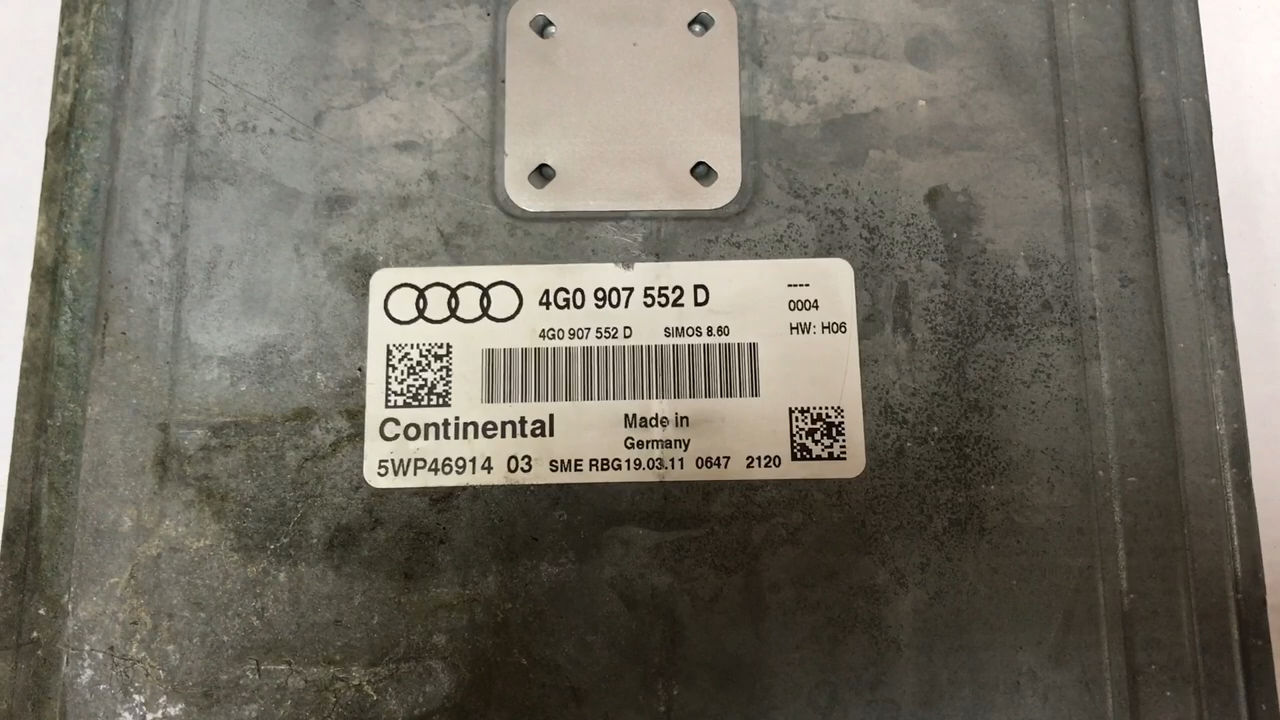 4G0 907 552 D
----
0004
4G0 907 552 D SIMOS 8.60 HW: H06
Continental
Made in
Germany
5WP46914 03 SME RBG19.03.11 0647 2120